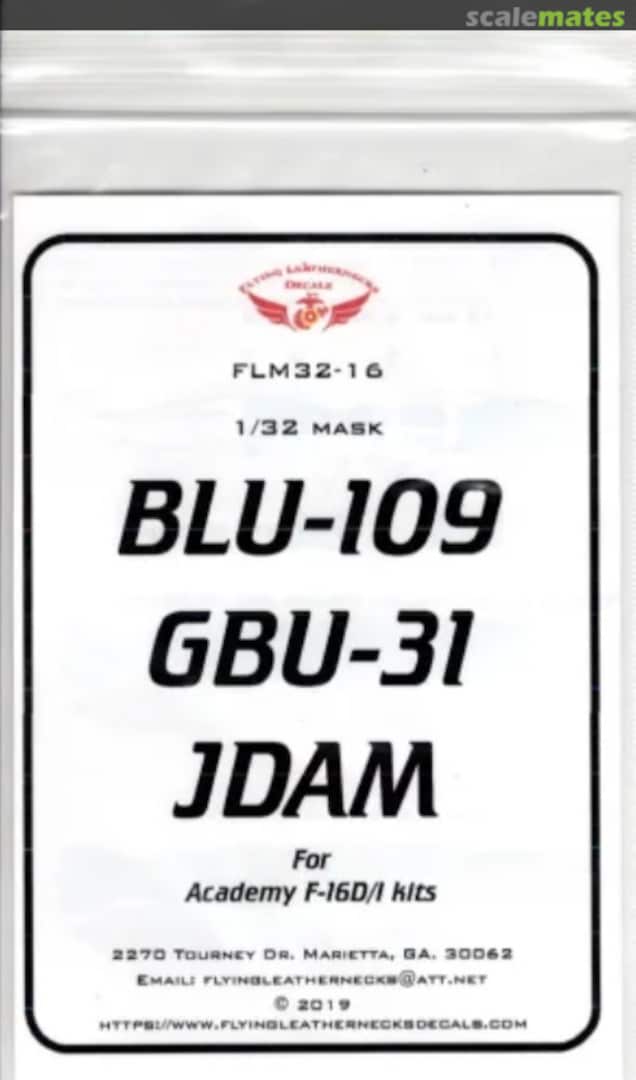 scalemates
FLYING LEATHERNECKS
DECALS
FLM32-16
1/32 MASK
BLU-109
GBU-31
JDAM
For
Academy F-16D/I kits
2270 TOURNEY DR. MARIETTA, GA. 30062
EMAIL: FLYINGLEATHERNECKS@ATT.NET
© 2019
HTTPS://WWW.FLYINGLEATHERNECKSDECALS.COM